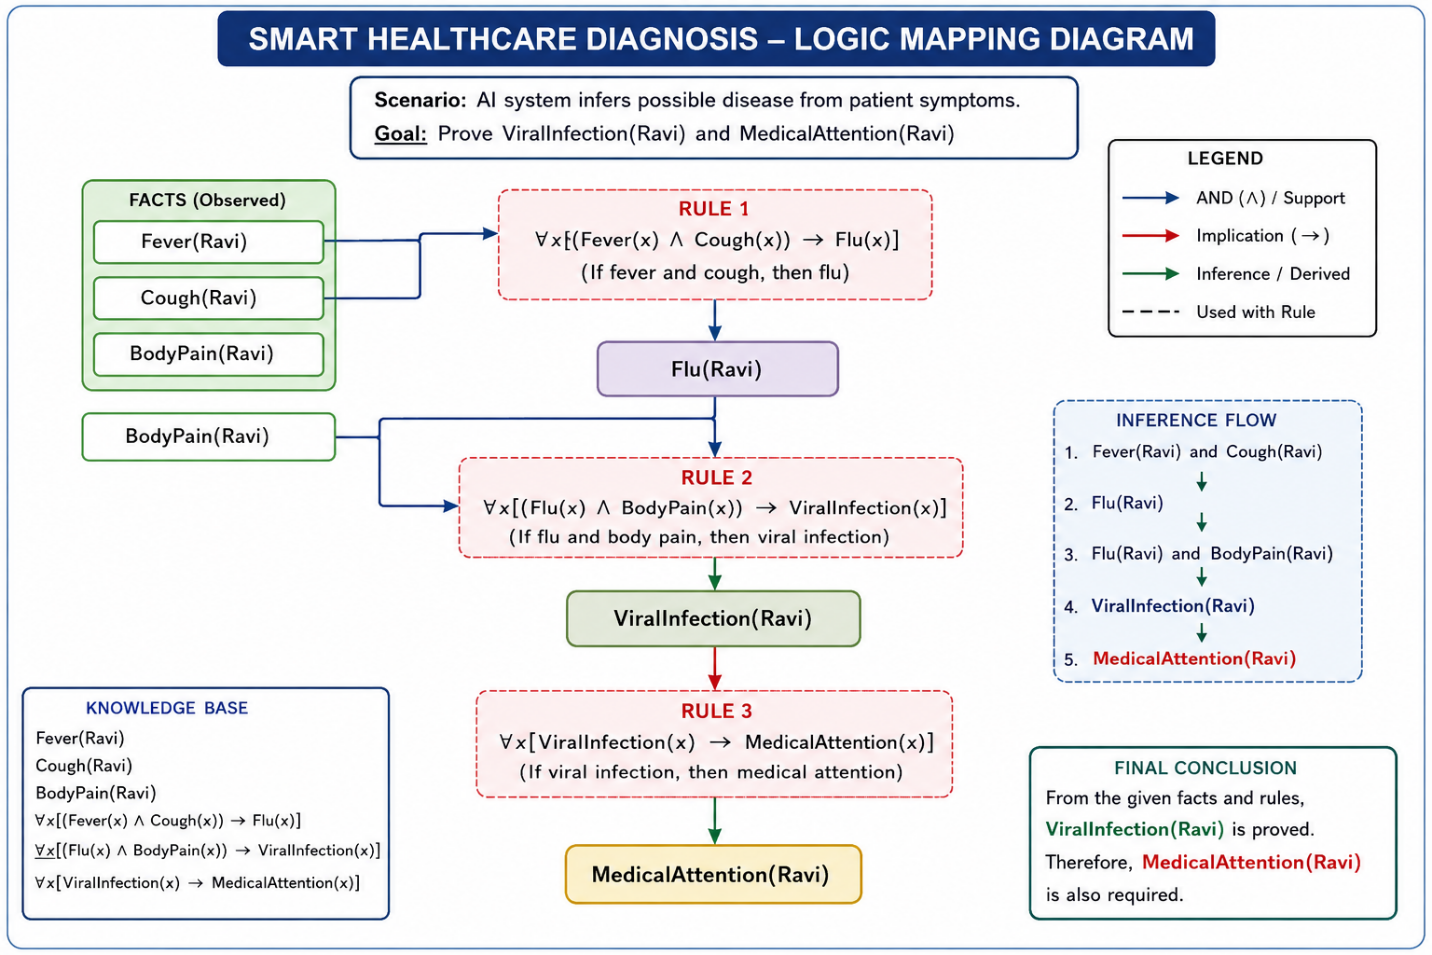 SMART HEALTHCARE DIAGNOSIS – LOGIC MAPPING DIAGRAM
Scenario: AI system infers possible disease from patient symptoms.
Goal: Prove ViralInfection(Ravi) and MedicalAttention(Ravi)
FACTS (Observed)
Fever(Ravi)
Cough(Ravi)
BodyPain(Ravi)
BodyPain(Ravi)
RULE 1
∀x[(Fever(x) ∧ Cough(x)) → Flu(x)]
(If fever and cough, then flu)
Flu(Ravi)
RULE 2
∀x[(Flu(x) ∧ BodyPain(x)) → ViralInfection(x)]
(If flu and body pain, then viral infection)
ViralInfection(Ravi)
RULE 3
∀x[ViralInfection(x) → MedicalAttention(x)]
(If viral infection, then medical attention)
MedicalAttention(Ravi)
LEGEND
AND (∧) / Support
Implication (→)
Inference / Derived
Used with Rule
INFERENCE FLOW
1. Fever(Ravi) and Cough(Ravi)
2. Flu(Ravi)
3. Flu(Ravi) and BodyPain(Ravi)
4. ViralInfection(Ravi)
5. MedicalAttention(Ravi)
KNOWLEDGE BASE
Fever(Ravi)
Cough(Ravi)
BodyPain(Ravi)
∀x[(Fever(x) ∧ Cough(x)) → Flu(x)]
∀x[(Flu(x) ∧ BodyPain(x)) → ViralInfection(x)]
∀x[ViralInfection(x) → MedicalAttention(x)]
FINAL CONCLUSION
From the given facts and rules,
ViralInfection(Ravi) is proved.
Therefore, MedicalAttention(Ravi)
is also required.